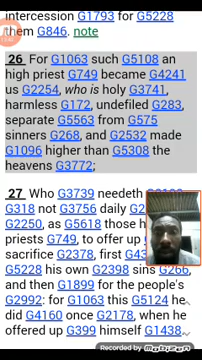 intercession G1793 for G5228
them G846. note
26 For G1063 such G5108 an
high priest G749 became G4241
us G2254, who is holy G3741,
harmless G172, undefiled G283,
separate G5563 from G575
sinners G268, and G2532 made
G1096 higher than G5308 the
heavens G3772;
27 Who G3739 needeth
G318 not G3756 daily G2
G2250, as G5618 those h
priests G749, to offer up G
sacrifice G2378, first G4
G5228 his own G2398 sins G266,
and then G1899 for the people's
G2992: for G1063 this G5124 he
did G4160 once G2178, when he
offered up G399 himself G1438.
Recorded by